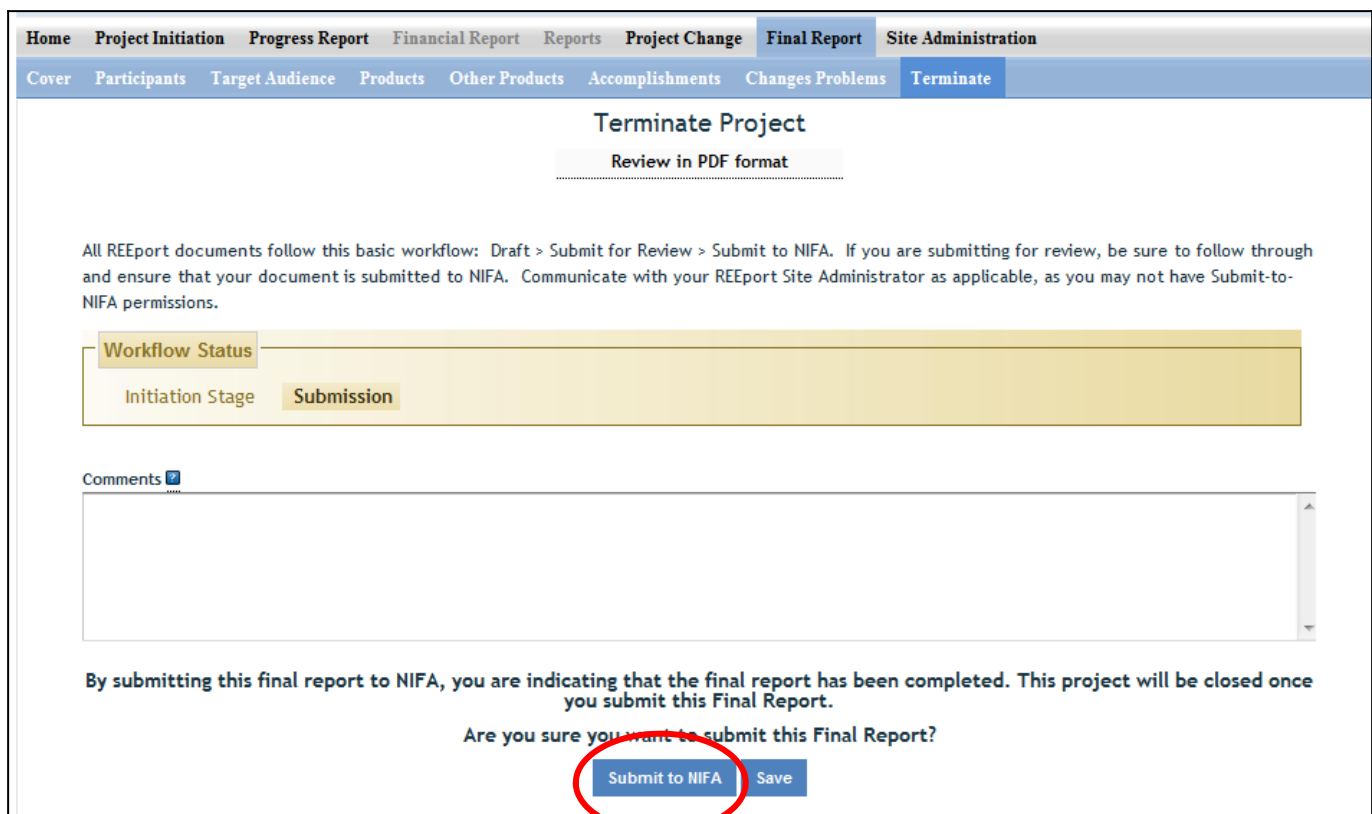 Home Project Initiation Progress Report Financial Report Reports Project Change Final Report Site Administration
Cover Participants Target Audience Products Other Products Accomplishments Changes Problems Terminate
Terminate Project
Review in PDF format
All REEport documents follow this basic workflow: Draft > Submit for Review > Submit to NIFA. If you are submitting for review, be sure to follow through
and ensure that your document is submitted to NIFA. Communicate with your REEport Site Administrator as applicable, as you may not have Submit-to-
NIFA permissions.
Workflow Status
Initiation Stage Submission
Comments ?
By submitting this final report to NIFA, you are indicating that the final report has been completed. This project will be closed once
you submit this Final Report.
Are you sure you want to submit this Final Report?
Submit to NIFA Save